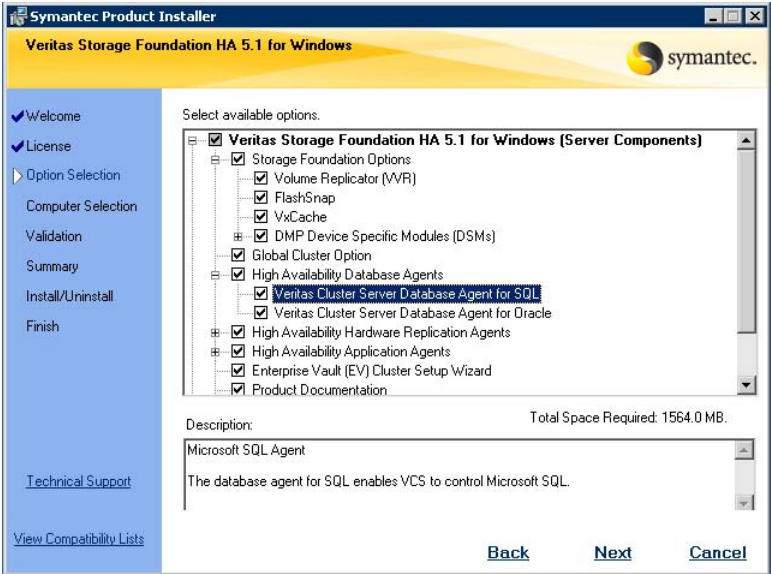 Symantec Product Installer
Veritas Storage Foundation HA 5.1 for Windows
symantec.
Welcome
License
Option Selection
Computer Selection
Validation
Summary
Install/Uninstall
Finish
Technical Support
View Compatibility Lists
Select available options.
Veritas Storage Foundation HA 5.1 for Windows (Server Components)
Storage Foundation Options
Volume Replicator (VVR)
FlashSnap
VxCache
DMP Device Specific Modules (DSMs)
Global Cluster Option
High Availability Database Agents
Veritas Cluster Server Database Agent for SQL
Veritas Cluster Server Database Agent for Oracle
High Availability Hardware Replication Agents
High Availability Application Agents
Enterprise Vault (EV) Cluster Setup Wizard
Product Documentation
Total Space Required: 1564.0 MB.
Description:
Microsoft SQL Agent
The database agent for SQL enables VCS to control Microsoft SQL.
Back Next Cancel